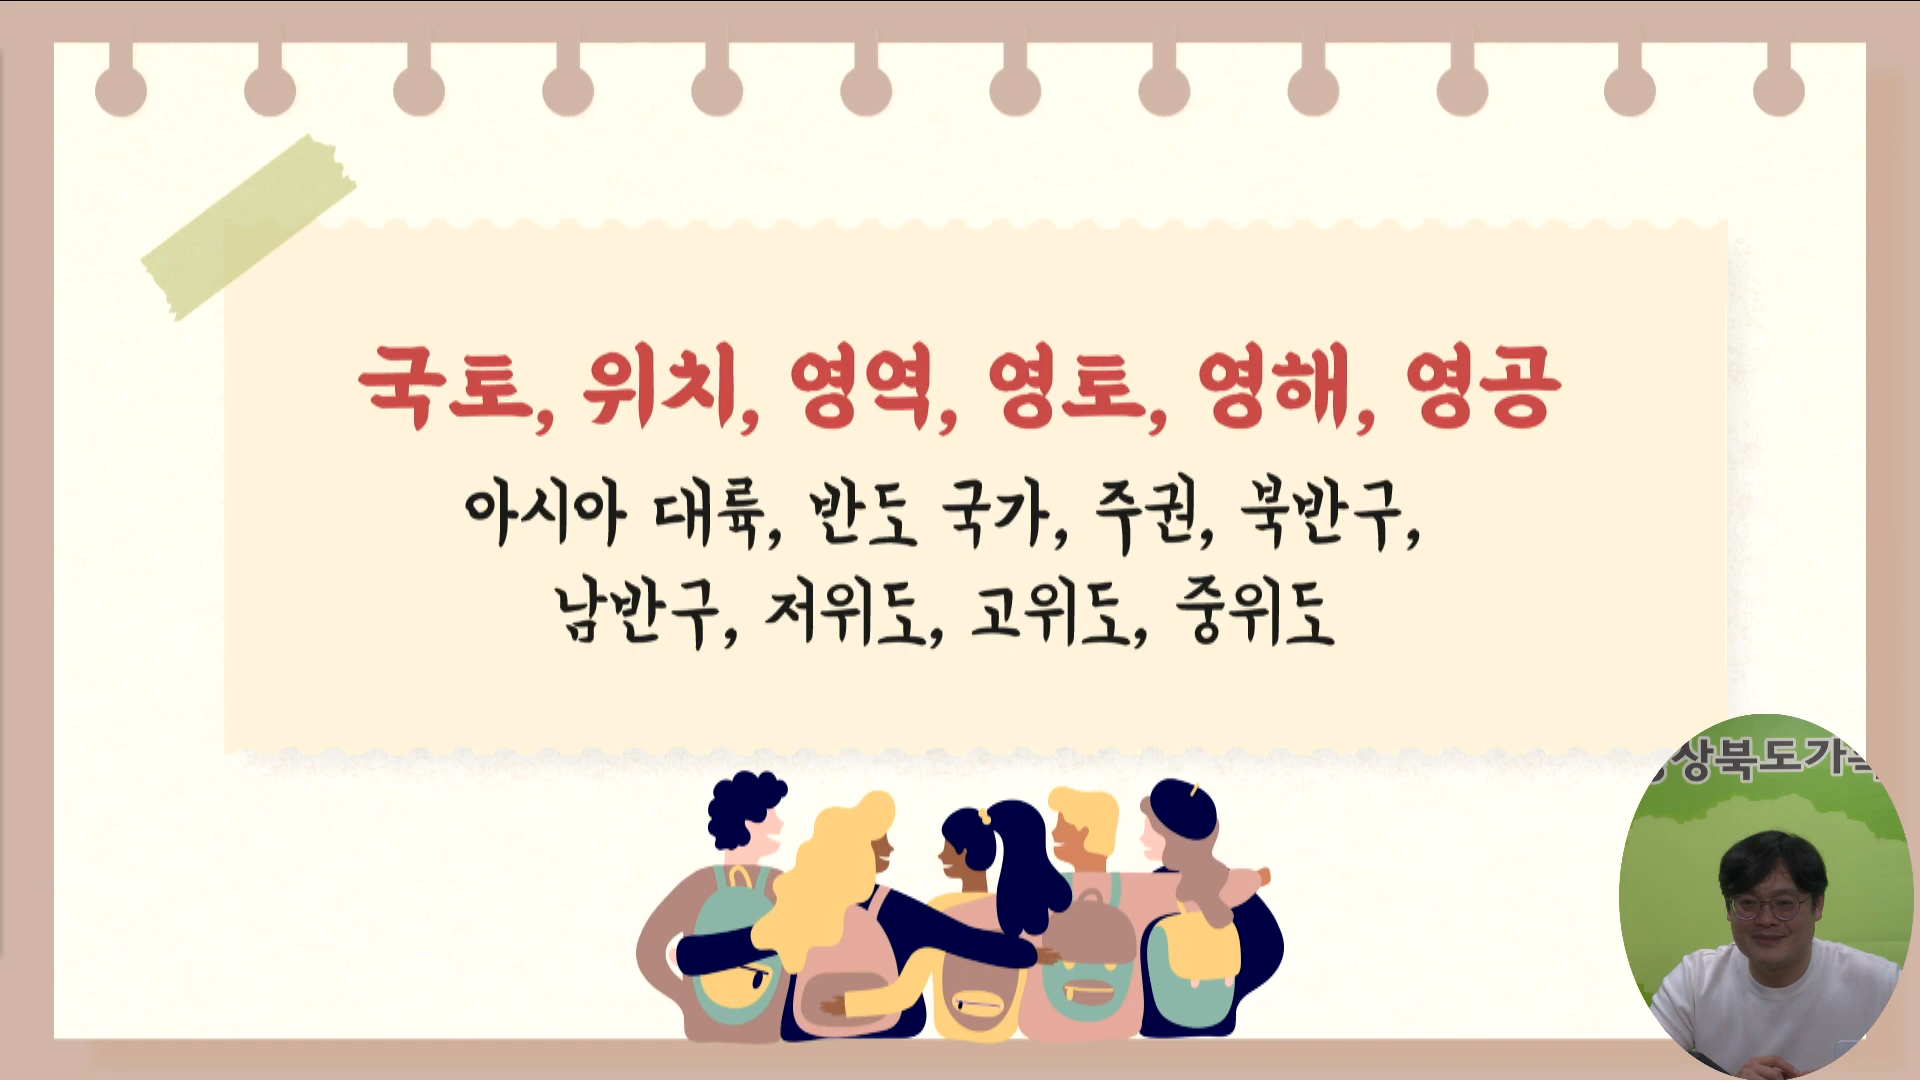 국토, 위치, 영역, 영토, 영해, 영공
아시아 대륙, 반도 국가, 주권, 북반구,
남반구, 저위도, 고위도, 중위도
상북도가